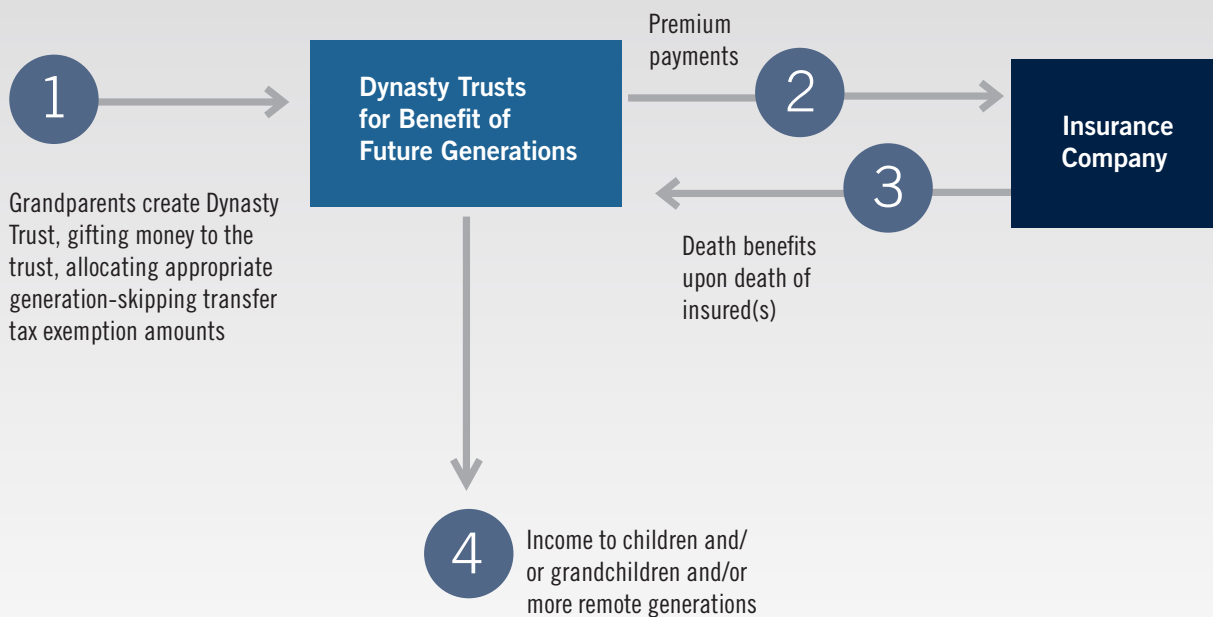 1
Grandparents create Dynasty
Trust, gifting money to the
trust, allocating appropriate
generation-skipping transfer
tax exemption amounts
Dynasty Trusts
for Benefit of
Future Generations
Premium
payments
2
Insurance
Company
3
Death benefits
upon death of
insured(s)
4
Income to children and/
or grandchildren and/or
more remote generations